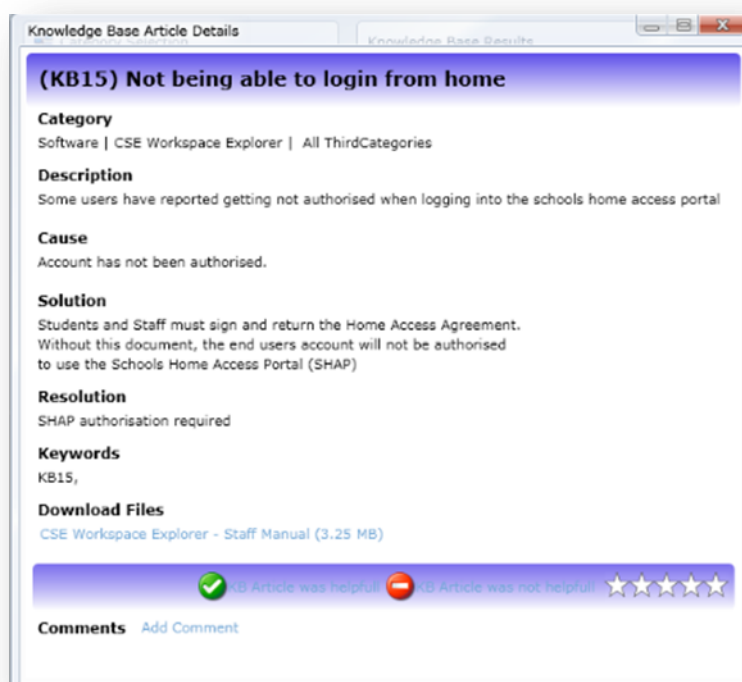 Knowledge Base Article Details
Category Selection
Knowledge Base Results
(KB15) Not being able to login from home
Category
Software | CSE Workspace Explorer | All ThirdCategories
Description
Some users have reported getting not authorised when logging into the schools home access portal
Cause
Account has not been authorised.
Solution
Students and Staff must sign and return the Home Access Agreement.
Without this document, the end users account will not be authorised
to use the Schools Home Access Portal (SHAP)
Resolution
SHAP authorisation required
Keywords
KB15,
Download Files
CSE Workspace Explorer - Staff Manual (3.25 MB)
KB Article was helpfull KB Article was not helpfull
Comments Add Comment